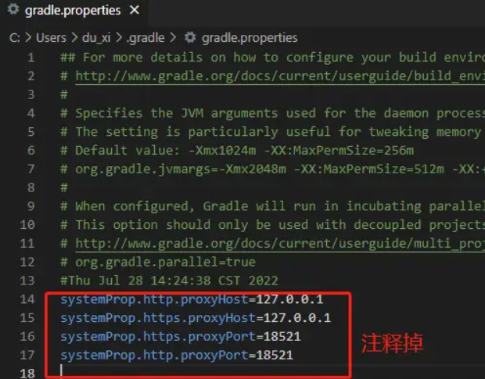 gradle.properties ×
C: > Users > du_xi > .gradle > gradle.properties
1 ## For more details on how to configure your build enviro
2 # http://www.gradle.org/docs/current/userguide/build_envi
3 #
4 # Specifies the JVM arguments used for the daemon process
5 # The setting is particularly useful for tweaking memory
6 # Default value: -Xmx1024m -XX:MaxPermSize=256m
7 # org.gradle.jvmargs=-Xmx2048m -XX:MaxPermSize=512m -XX:+
8 #
9 # When configured, Gradle will run in incubating parallel
10 # This option should only be used with decoupled projects
11 # http://www.gradle.org/docs/current/userguide/multi_proj
12 # org.gradle.parallel=true
13 #Thu Jul 28 14:24:38 CST 2022
14 systemProp.http.proxyHost=127.0.0.1
15 systemProp.https.proxyHost=127.0.0.1
16 systemProp.https.proxyPort=18521
17 systemProp.http.proxyPort=18521
18
注释掉